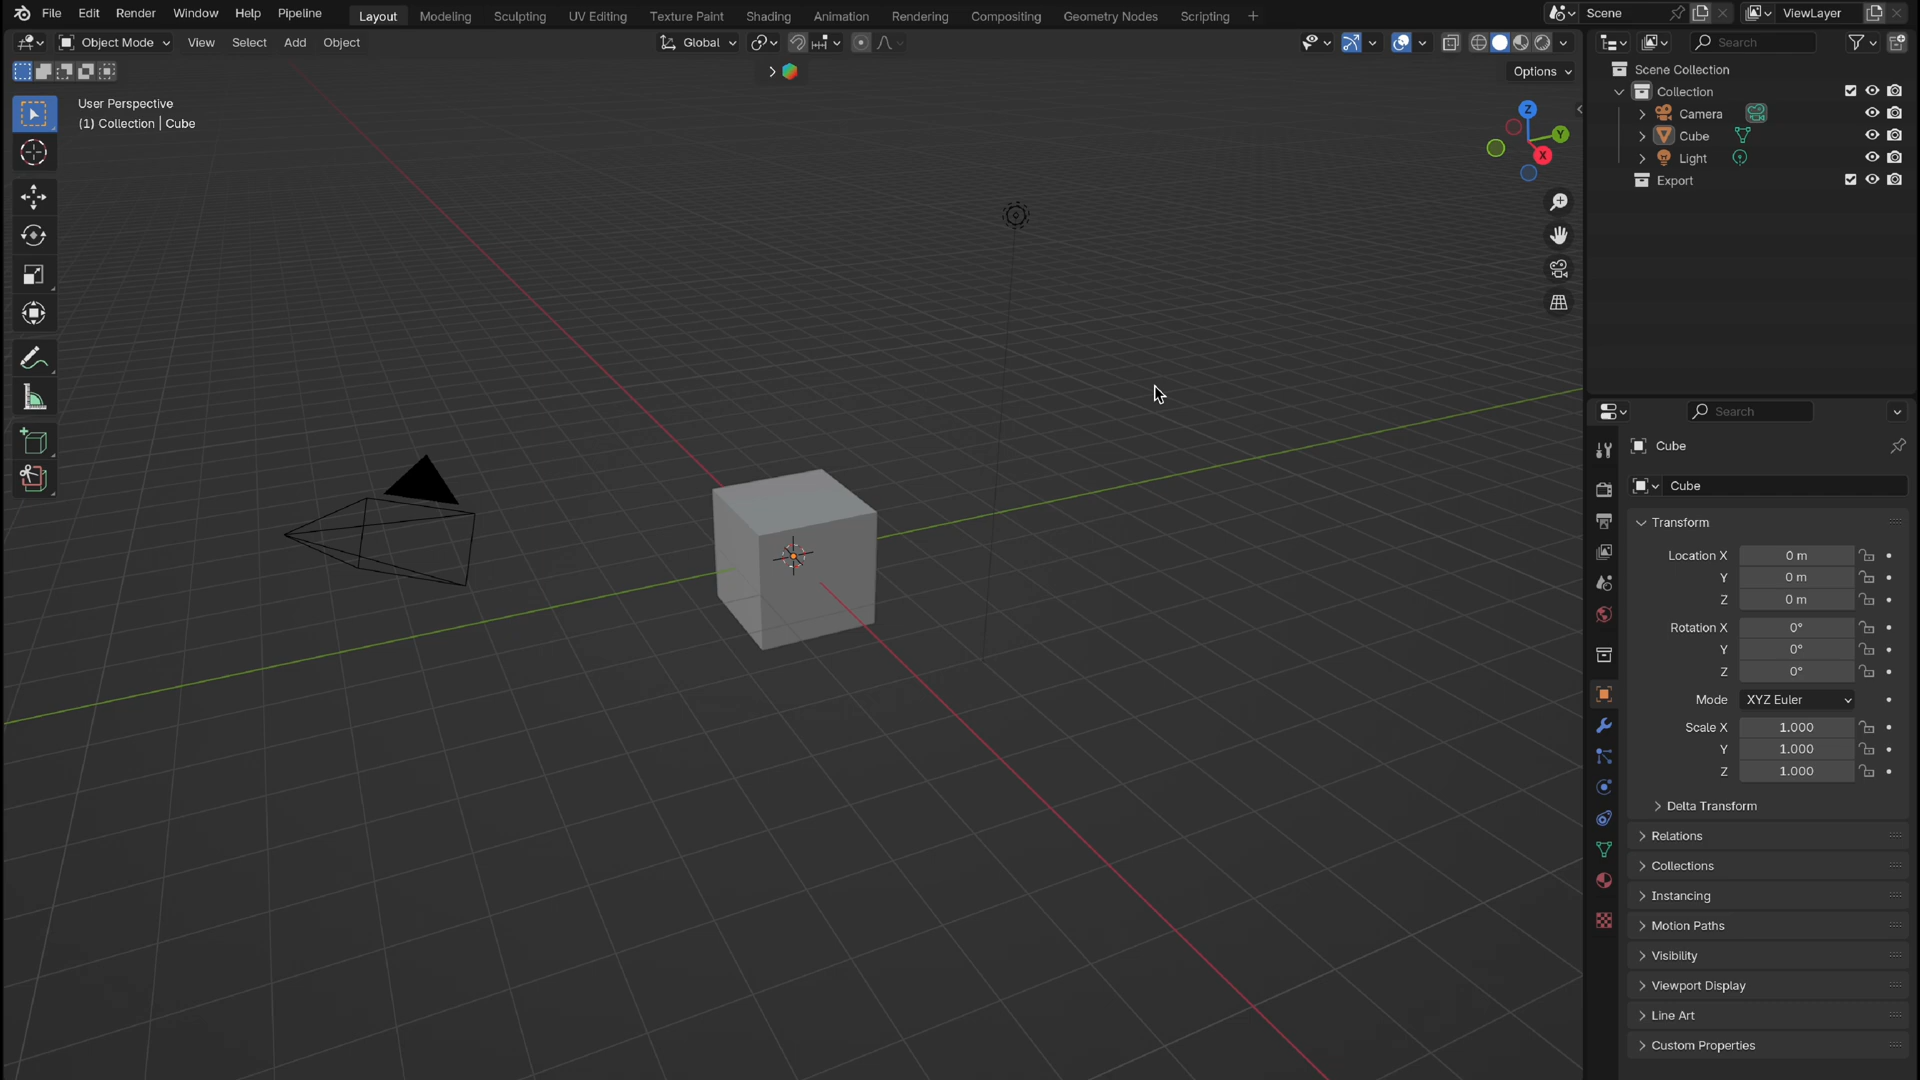 File Edit Render Window Help Pipeline Layout Modeling Sculpting UV Editing Texture Paint Shading Animation Rendering Compositing Geometry Nodes Scripting + Scene ViewLayer
Object Mode View Select Add Object Global Search
Options
User Perspective
(1) Collection | Cube
Z
Y
X
Scene Collection
Collection
Camera
Cube
Light
Export
Search
Cube
Cube
Transform
Location X 0 m
Y 0 m
Z 0 m
Rotation X 0°
Y 0°
Z 0°
Mode XYZ Euler
Scale X 1.000
Y 1.000
Z 1.000
Delta Transform
Relations
Collections
Instancing
Motion Paths
Visibility
Viewport Display
Line Art
Custom Properties